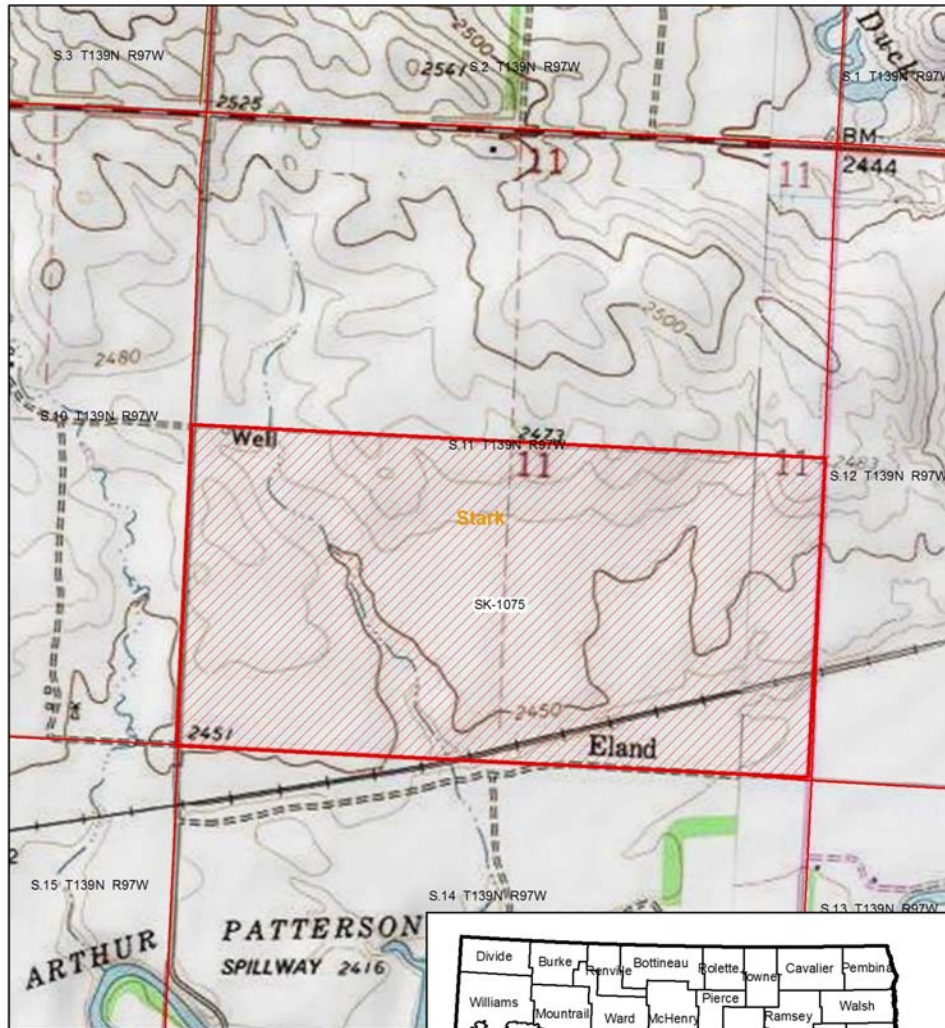 S.3 T139N R97W
2500
2541
S.2 T139N R97W
Duck
S.1 T139N R97W
2525
BM
2444
11
11
2500
2480
S.10 T139N R97W
Well
2473
S.11 T139N R97W
11
11
2483
S.12 T139N R97W
Stark
SK-1075
2450
2451
Eland
S.15 T139N R97W
S.14 T139N R97W
S.13 T139N R97W
ARTHUR
PATTERSON
SPILLWAY 2416
Divide
Burke
Renville
Bottineau
Rolette
Towner
Cavalier
Pembina
Williams
Mountrail
Ward
McHenry
Pierce
Ramsey
Walsh